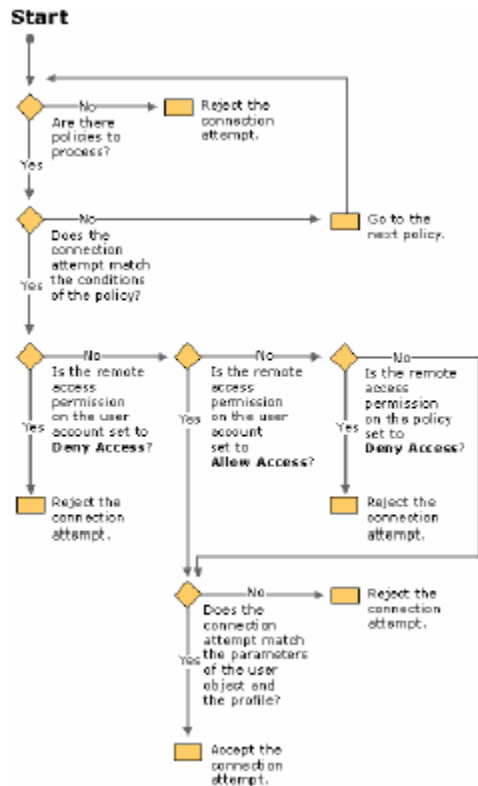 Start
No
Reject the
connection
attempt.
Are there
policies to
process?
Yes
No
Go to the
next policy.
Does the
connection
attempt match
the conditions
of the policy?
Yes
No
Is the remote
access
permission
on the user
account set to
Deny Access?
Yes
Reject the
connection
attempt.
No
Is the remote
access
permission
on the user
account
set to
Allow Access?
Yes
No
Is the remote
access
permission
on the policy
set to
Deny Access?
Yes
Reject the
connection
attempt.
No
Reject the
connection
attempt.
Does the
connection
attempt match
the parameters
of the user
object and
the profile?
Yes
Accept the
connection
attempt.